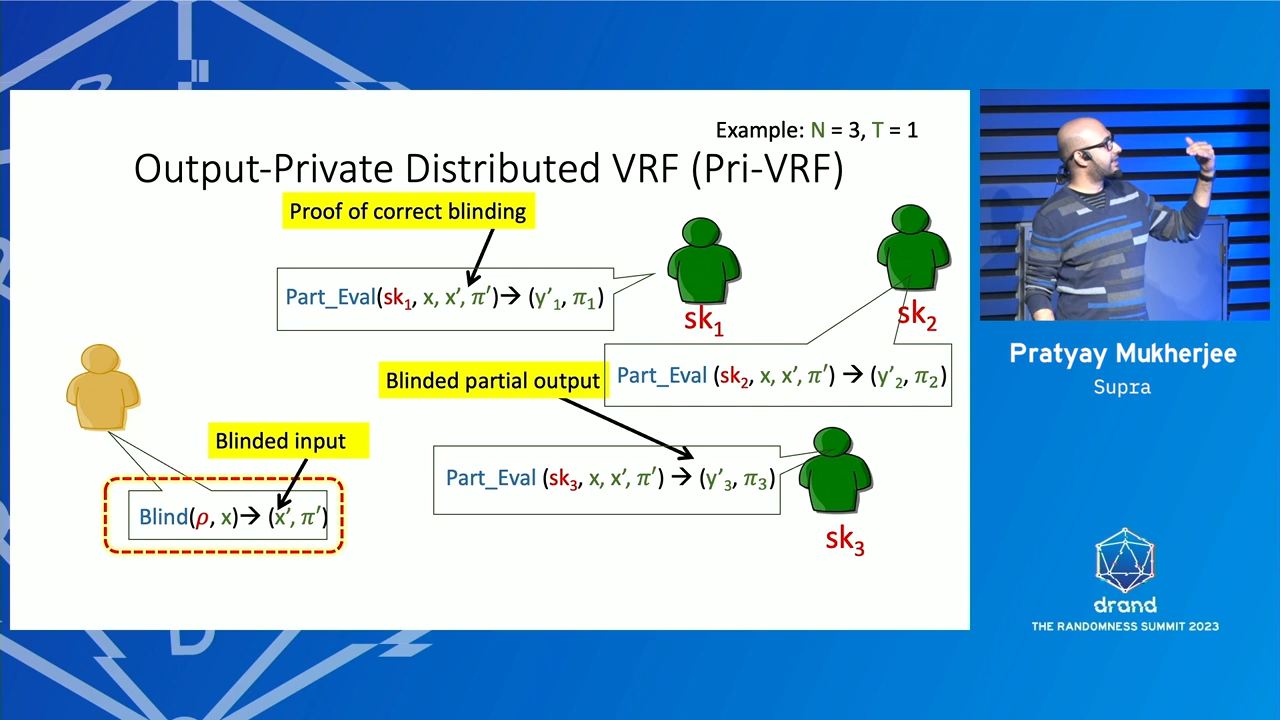 Example: N = 3, T = 1
Output-Private Distributed VRF (Pri-VRF)
Proof of correct blinding
Part_Eval(sk₁, x, x’, π′)→ (y’₁, π₁)
sk₁
sk₂
Blinded partial output
Part_Eval (sk₂, x, x’, π′) → (y’₂, π₂)
Blinded input
Part_Eval (sk₃, x, x’, π′) → (y’₃, π₃)
Blind(ρ, x)→ (x’, π′)
sk₃
Pratyay Mukherjee
Supra
drand
THE RANDOMNESS SUMMIT 2023